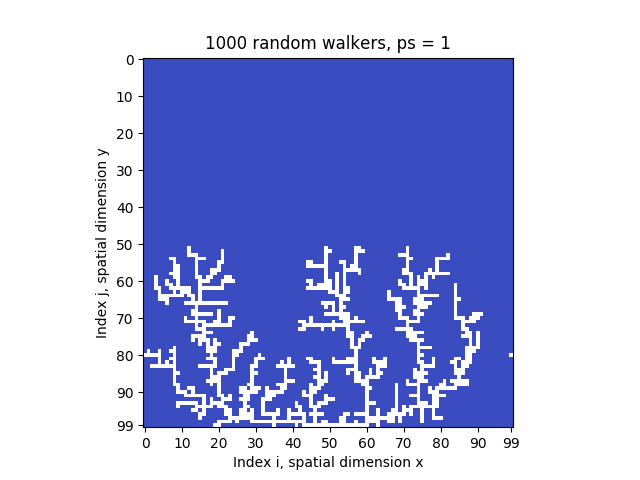 1000 random walkers, ps = 1
0
10
20
30
40
50
60
70
80
90
99
Index j, spatial dimension y
0 10 20 30 40 50 60 70 80 90 99
Index i, spatial dimension x